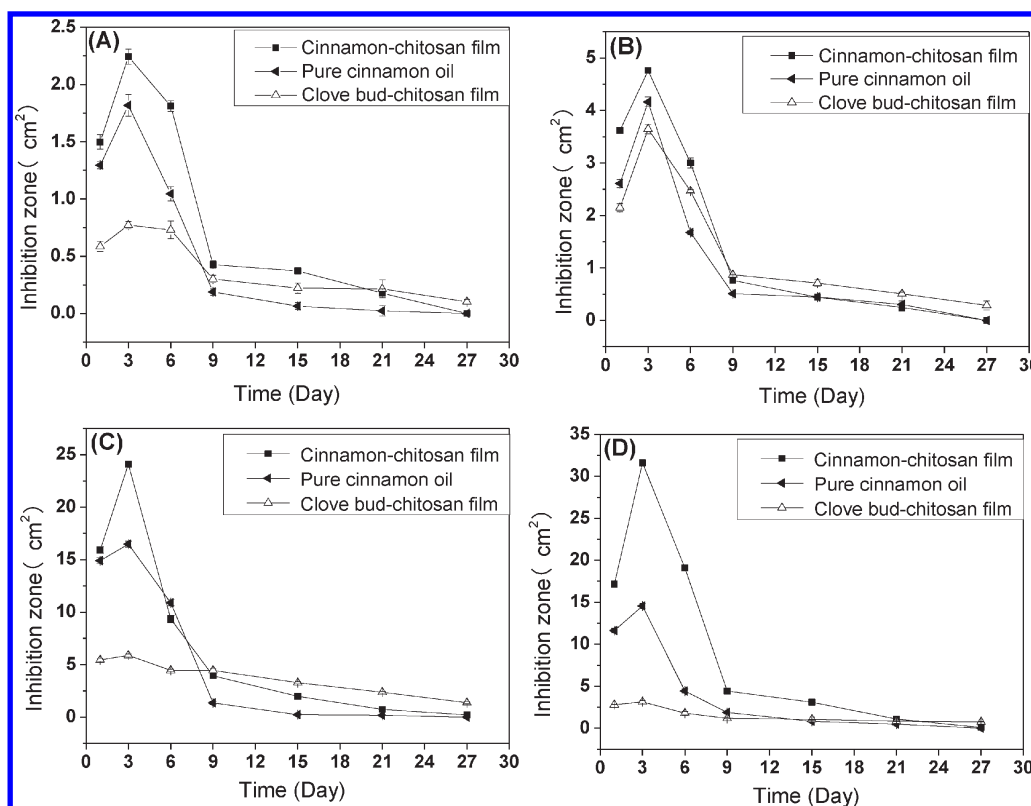 (A)
Cinnamon-chitosan film
Pure cinnamon oil
Clove bud-chitosan film
Inhibition zone( cm²)
2.5
2.0
1.5
1.0
0.5
0.0
0 3 6 9 12 15 18 21 24 27 30
Time (Day)
(B)
Cinnamon-chitosan film
Pure cinnamon oil
Clove bud-chitosan film
Inhibition zone( cm²)
5
4
3
2
1
0
0 3 6 9 12 15 18 21 24 27 30
Time (Day)
(C)
Cinnamon-chitosan film
Pure cinnamon oil
Clove bud-chitosan film
Inhibition zone( cm²)
25
20
15
10
5
0
0 3 6 9 12 15 18 21 24 27 30
Time (Day)
(D)
Cinnamon-chitosan film
Pure cinnamon oil
Clove bud-chitosan film
Inhibition zone( cm²)
35
30
25
20
15
10
5
0
0 3 6 9 12 15 18 21 24 27 30
Time (Day)